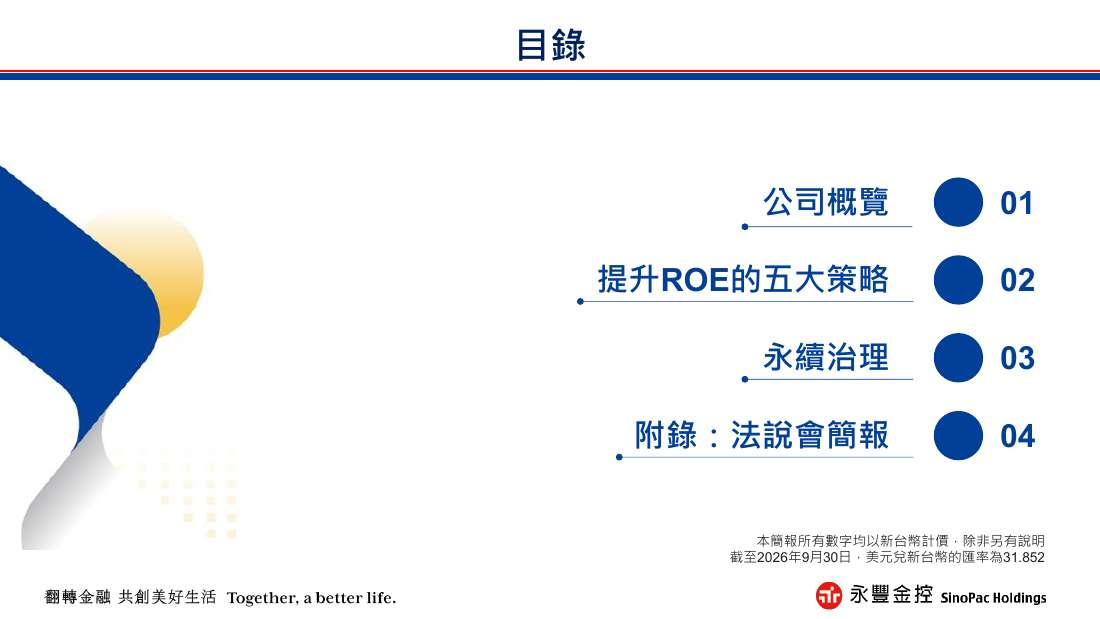 目錄
公司概覽 01
提升ROE的五大策略 02
永續治理 03
附錄：法說會簡報 04
本簡報所有數字均以新台幣計價，除非另有說明
截至2026年9月30日，美元兌新台幣的匯率為31.852
翻轉金融 共創美好生活 Together, a better life.
永豐金控 SinoPac Holdings